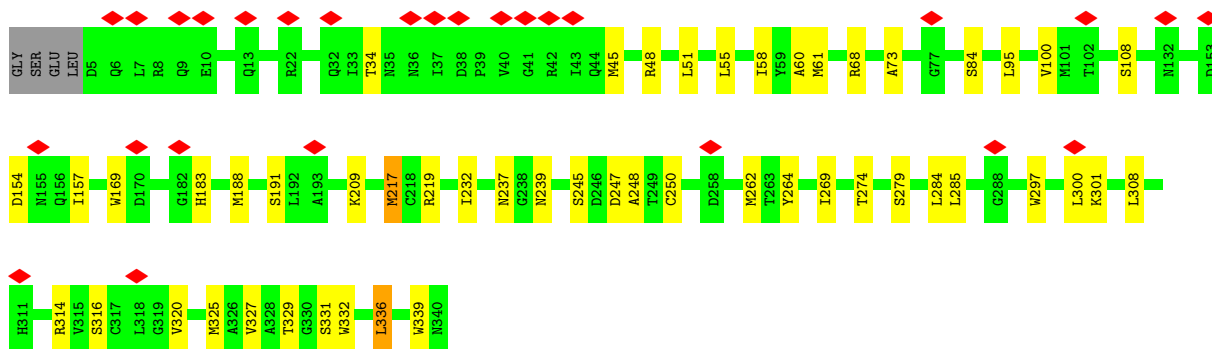 GLY SER GLU LEU D5 Q6 L7 R8 Q9 E10 Q13 R22 Q32 I33 T34 N35 N36 I37 D38 P39 V40 G41 R42 I43 Q44 M45 R48 L51 L55 I58 Y59 A60 M61 R68 A73 G77 S84 L95 V100 M101 T102 S108 N132 D153
D154 N155 Q156 I157 W169 D170 G182 H183 M188 S191 L192 A193 K209 M217 C218 R219 I232 N237 G238 N239 S245 D246 D247 A248 T249 C250 D258 M262 T263 Y264 I269 T274 S279 L284 L285 G288 W297 L300 K301 L308
H311 R314 V315 S316 C317 L318 G319 V320 M325 A326 V327 A328 T329 G330 S331 W332 L336 W339 N340